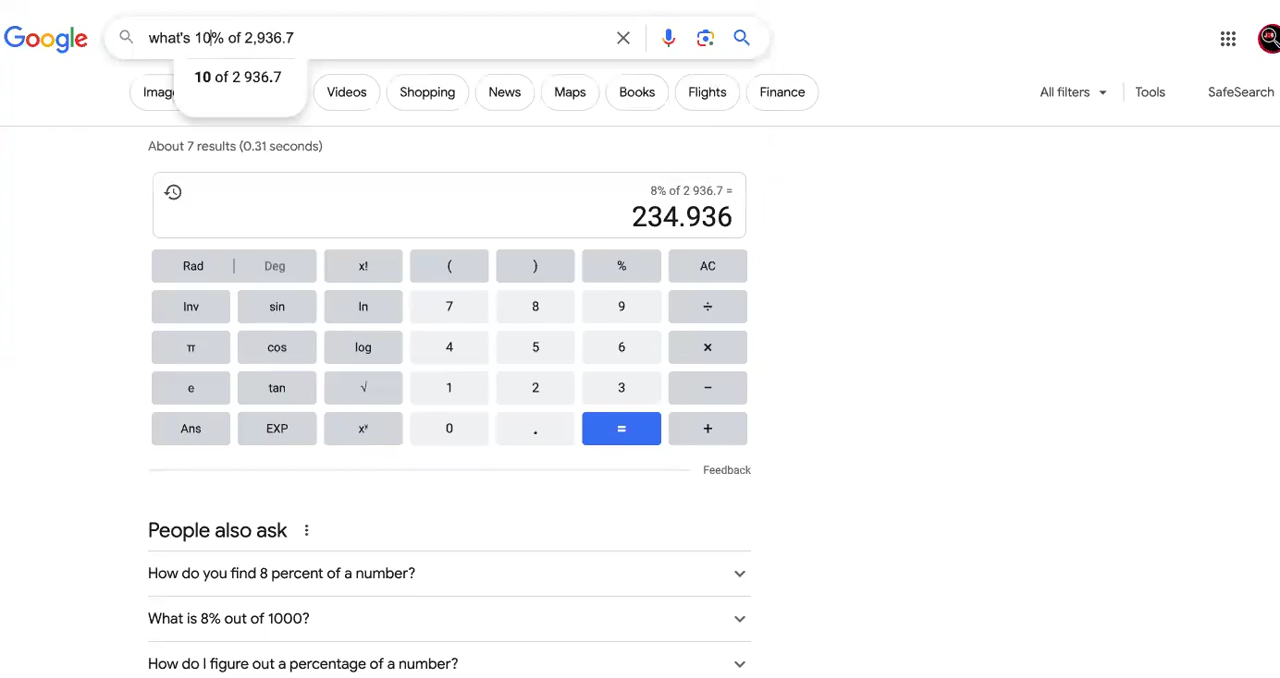 Google
what's 10% of 2,936.7
10 of 2 936.7
Videos
Shopping
News
Maps
Books
Flights
Finance
All filters
Tools
SafeSearch
About 7 results (0.31 seconds)
8% of 2 936.7 =
234.936
Rad | Deg x! ( ) % AC
Inv sin ln 7 8 9 ÷
π cos log 4 5 6 ×
e tan √ 1 2 3 −
Ans EXP xˣ 0 . = +
Feedback
People also ask
How do you find 8 percent of a number?
What is 8% out of 1000?
How do I figure out a percentage of a number?